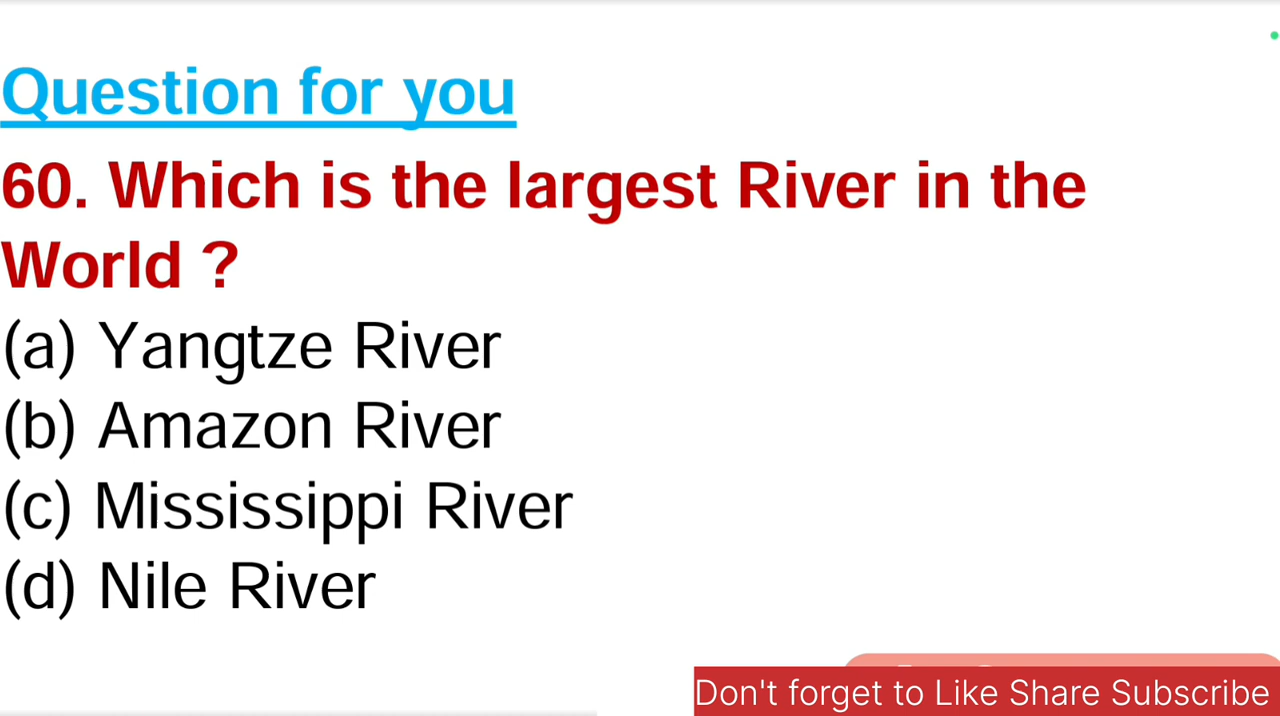 Question for you
60. Which is the largest River in the
World ?
(a) Yangtze River
(b) Amazon River
(c) Mississippi River
(d) Nile River
Don't forget to Like Share Subscribe